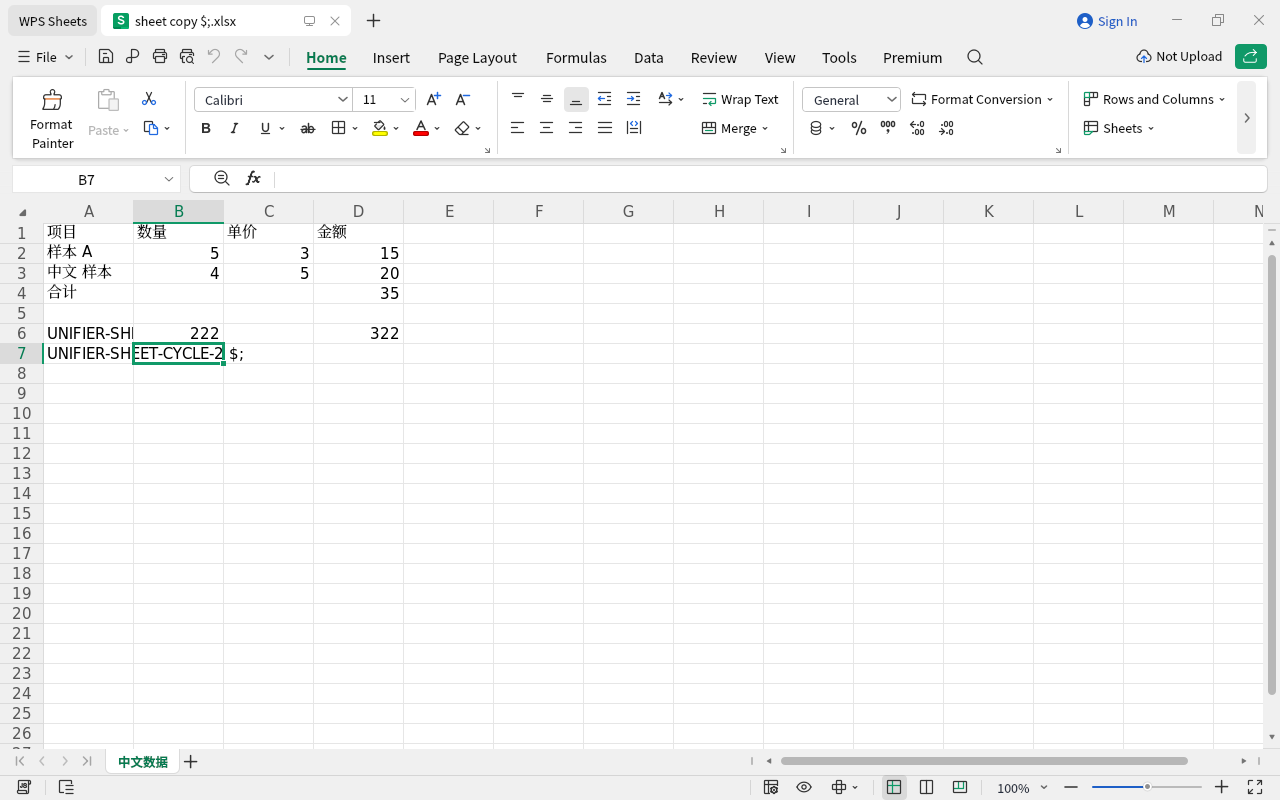 WPS Sheets
sheet copy $;.xlsx
Sign In
File
Home
Insert
Page Layout
Formulas
Data
Review
View
Tools
Premium
Not Upload
Format Painter
Paste
Calibri
11
Wrap Text
Merge
General
Format Conversion
Rows and Columns
Sheets
B7
A B C D E F G H I J K L M N
1 项目 数量 单价 金额
2 样本 A 5 3 15
3 中文 样本 4 5 20
4 合计 35
5
6 UNIFIER-SHI 222 322
7 UNIFIER-SHEET-CYCLE-2 $;
8
9
10
11
12
13
14
15
16
17
18
19
20
21
22
23
24
25
26
27
中文数据
100%